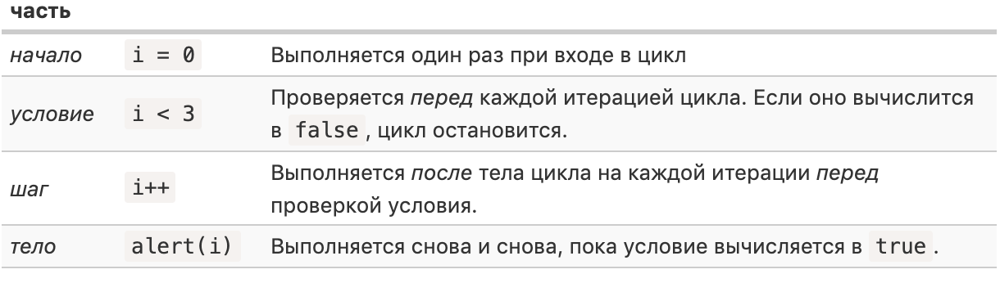 часть
начало i = 0 Выполняется один раз при входе в цикл
условие i < 3 Проверяется перед каждой итерацией цикла. Если оно вычислится
в false, цикл остановится.
шаг i++ Выполняется после тела цикла на каждой итерации перед
проверкой условия.
тело alert(i) Выполняется снова и снова, пока условие вычисляется в true.